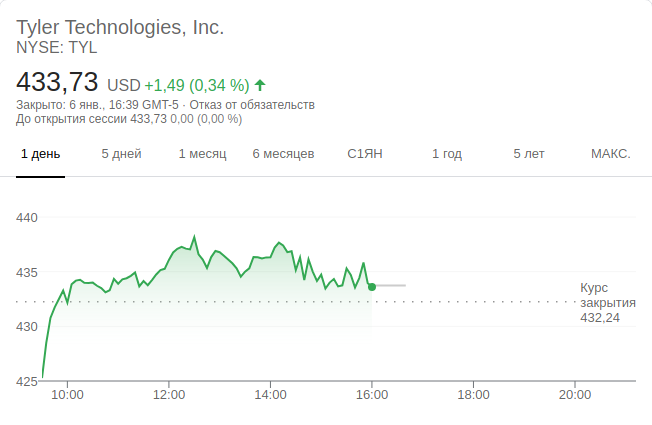 Tyler Technologies, Inc.
NYSE: TYL
433,73 USD +1,49 (0,34 %)
Закрыто: 6 янв., 16:39 GMT-5 · Отказ от обязательств
До открытия сессии 433,73 0,00 (0,00 %)
1 день 5 дней 1 месяц 6 месяцев С1ЯН 1 год 5 лет МАКС.
440
435
Курс
закрытия
432,24
430
425
10:00 12:00 14:00 16:00 18:00 20:00